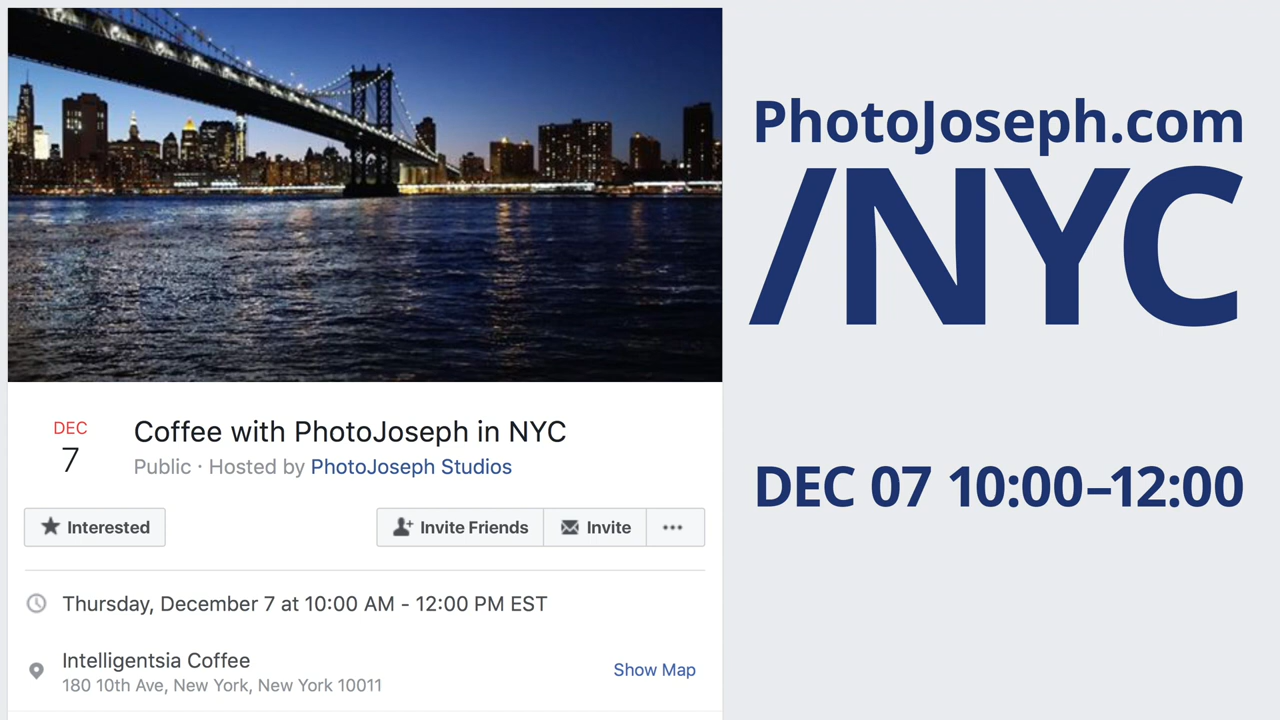 PhotoJoseph.com
/NYC
DEC 07 10:00–12:00
DEC
7
Coffee with PhotoJoseph in NYC
Public · Hosted by PhotoJoseph Studios
Interested
Invite Friends
Invite
•••
Thursday, December 7 at 10:00 AM - 12:00 PM EST
Intelligentsia Coffee
180 10th Ave, New York, New York 10011
Show Map